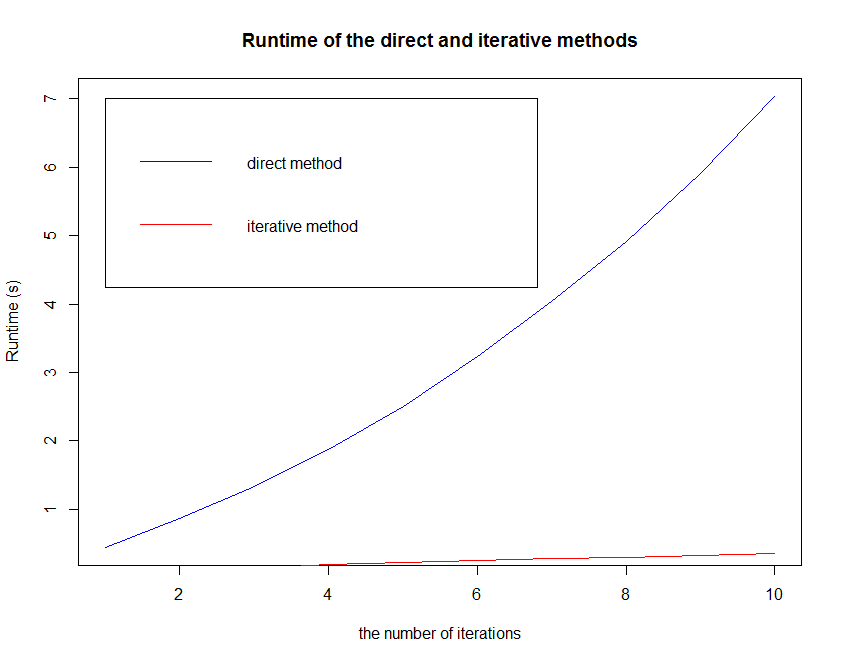 Runtime of the direct and iterative methods
7
6
5
4
3
2
1
Runtime (s)
direct method
iterative method
2 4 6 8 10
the number of iterations